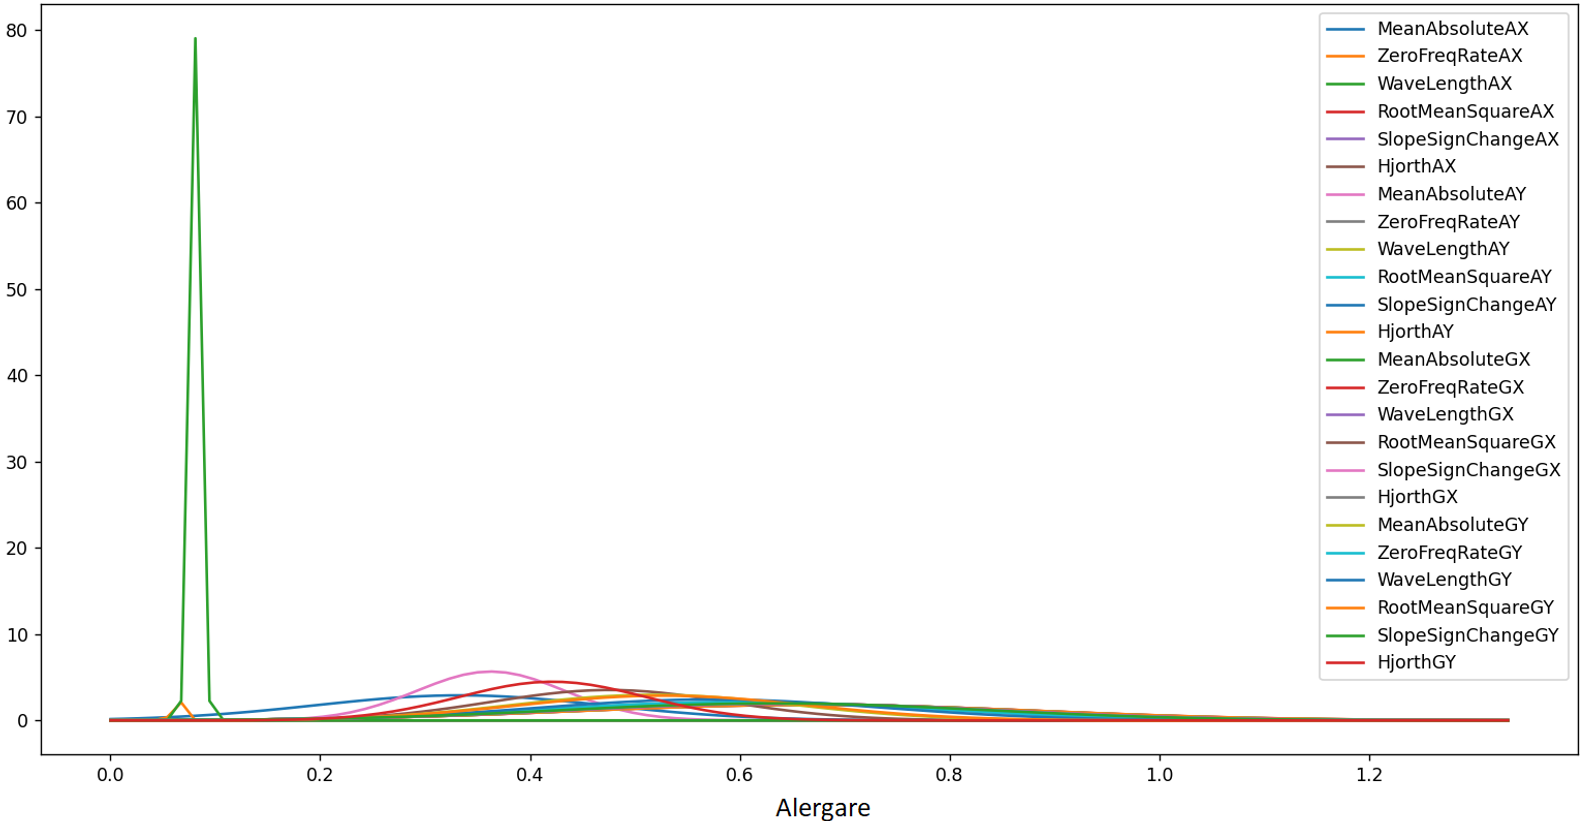 80
70
60
50
40
30
20
10
0
0.0 0.2 0.4 0.6 0.8 1.0 1.2
Alergare
MeanAbsoluteAX
ZeroFreqRateAX
WaveLengthAX
RootMeanSquareAX
SlopeSignChangeAX
HjorthAX
MeanAbsoluteAY
ZeroFreqRateAY
WaveLengthAY
RootMeanSquareAY
SlopeSignChangeAY
HjorthAY
MeanAbsoluteGX
ZeroFreqRateGX
WaveLengthGX
RootMeanSquareGX
SlopeSignChangeGX
HjorthGX
MeanAbsoluteGY
ZeroFreqRateGY
WaveLengthGY
RootMeanSquareGY
SlopeSignChangeGY
HjorthGY